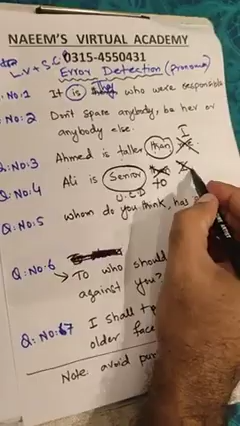 NAEEM'S VIRTUAL ACADEMY
0315-4550431
Error Detection (pronoun)
No:1 It is they who were responsible
No:2 Don't spare anybody, be her or
anybody else.
Q:No:3 Ahmed is taller than I
Q:No:4 Ali is Senior
to
Q:No:5 whom do you think, has
Q:No:6 To who should
against you?
Q:No:7 I shall
older face
Note: avoid